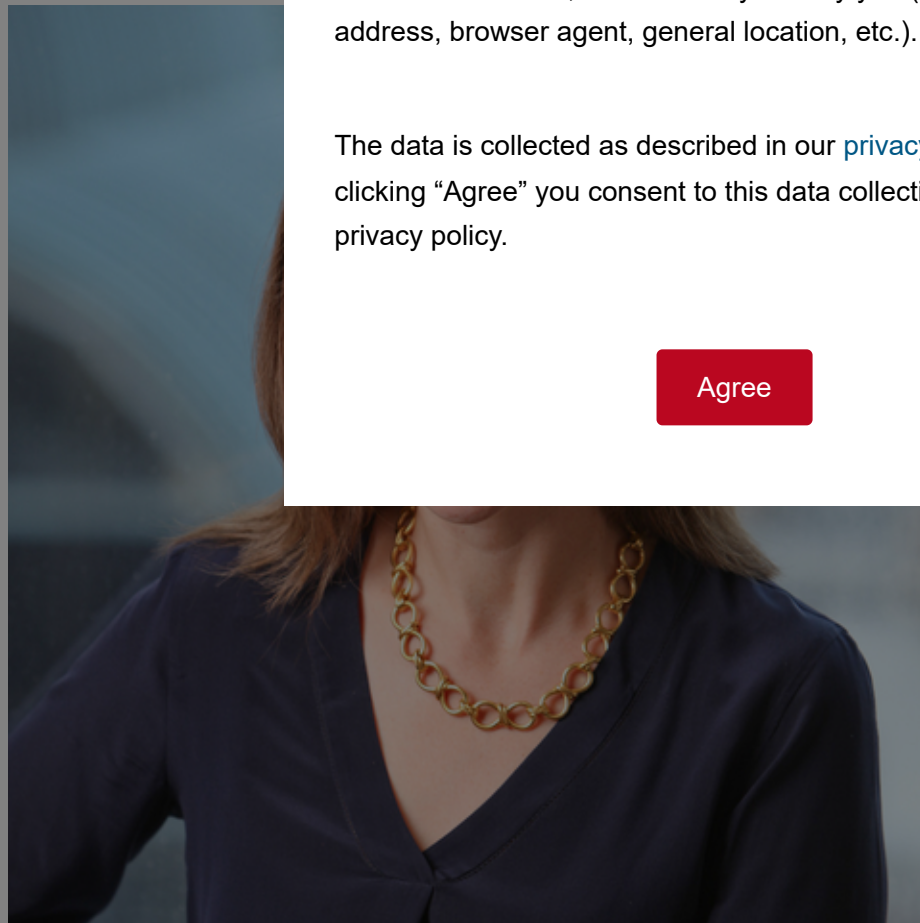 address, browser agent, general location, etc.).
The data is collected as described in our
clicking “Agree” you consent to this data
privacy policy.
Agree